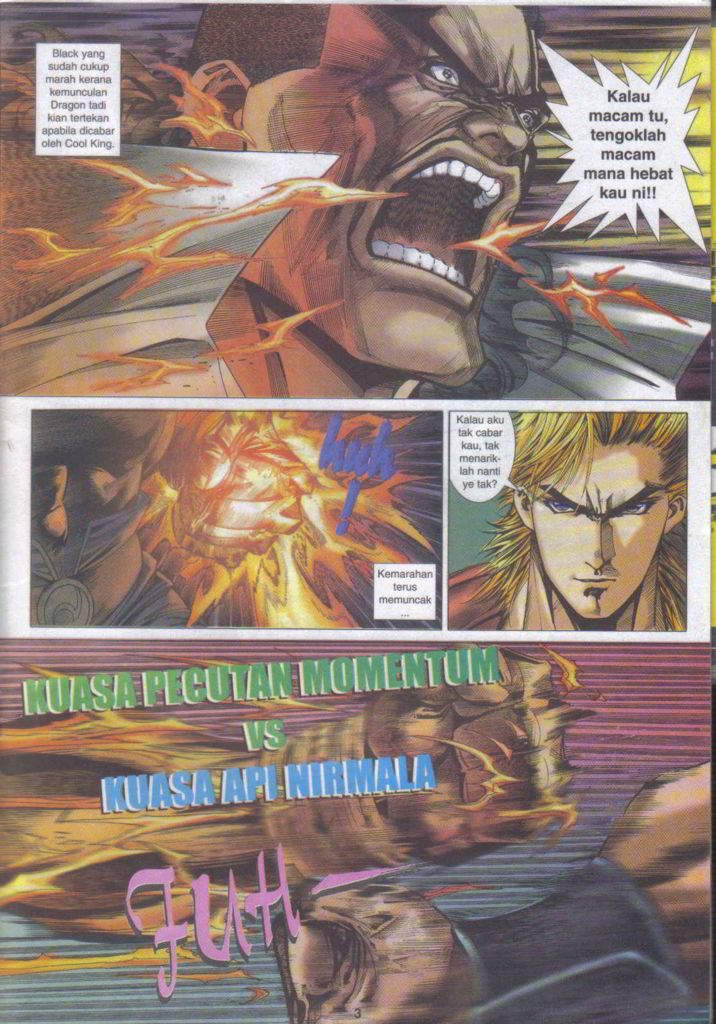 Black yang
sudah cukup
marah kerana
kemunculan
Dragon tadi
kian tertekan
apabila dicabar
oleh Cool King.
Kalau
macam tu,
tengoklah
macam
mana hebat
kau ni!!
huh
!
Kemarahan
terus
memuncak
...
Kalau aku
tak cabar
kau, tak
menarik-
lah nanti
ye tak?
KUASA PECUTAN MOMENTUM
VS
KUASA API NIRMALA
JUH
3